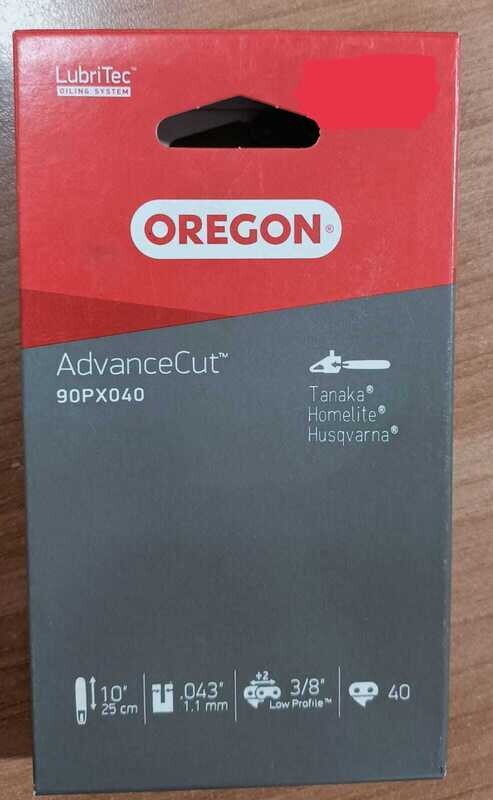 LubriTec™
OILING SYSTEM
OREGON®
AdvanceCut™
90PX040
Tanaka®
Homelite®
Husqvarna®
10" .043" +2 3/8" 40
25 cm 1.1 mm Low Profile™